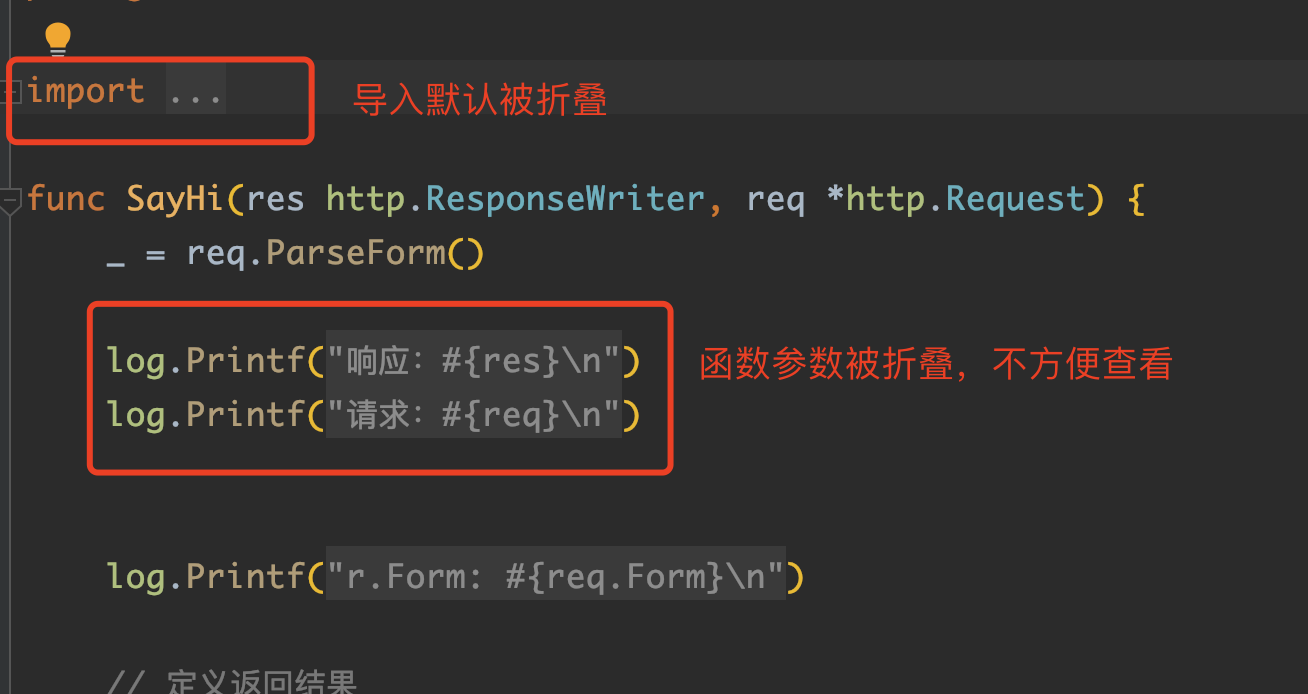 import ... 导入默认被折叠
func SayHi(res http.ResponseWriter, req *http.Request) {
_ = req.ParseForm()
log.Printf("响应: #{res}\n") 函数参数被折叠，不方便查看
log.Printf("请求: #{req}\n")
log.Printf("r.Form: #{req.Form}\n")
// 定义返回结果